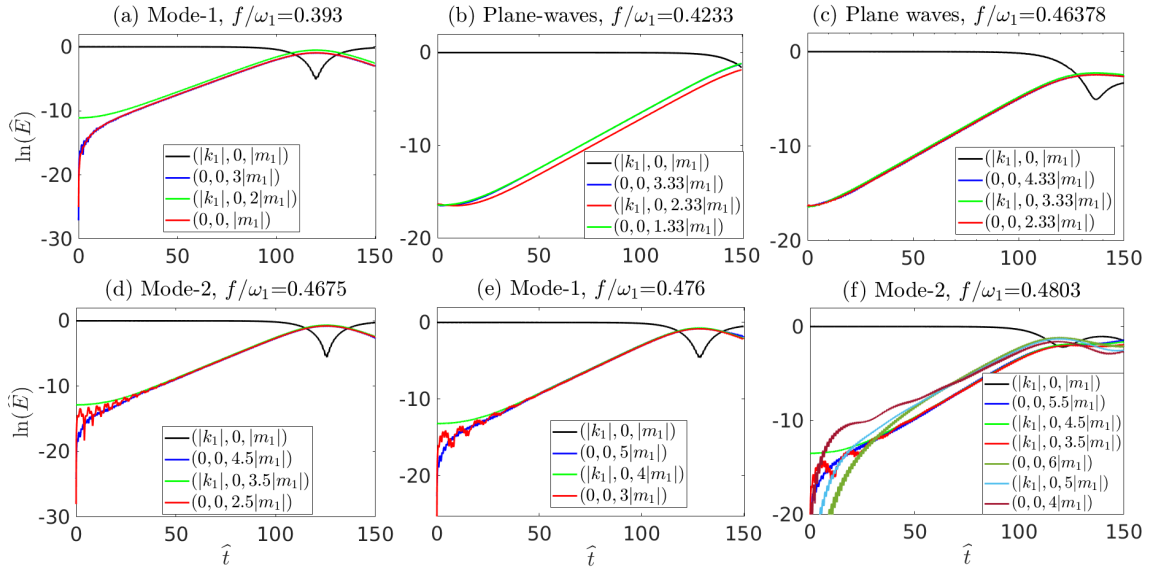 (a) Mode-1, f/ω₁=0.393
0
-10
-20
-30
ln(Ê)
0
50
100
150
(|k₁|, 0, |m₁|)
(0, 0, 3|m₁|)
(|k₁|, 0, 2|m₁|)
(0, 0, |m₁|)
(b) Plane-waves, f/ω₁=0.4233
0
-10
-20
0
50
100
150
(|k₁|, 0, |m₁|)
(0, 0, 3.33|m₁|)
(|k₁|, 0, 2.33|m₁|)
(0, 0, 1.33|m₁|)
(c) Plane waves, f/ω₁=0.46378
0
-10
-20
0
50
100
150
(|k₁|, 0, |m₁|)
(0, 0, 4.33|m₁|)
(|k₁|, 0, 3.33|m₁|)
(0, 0, 2.33|m₁|)
(d) Mode-2, f/ω₁=0.4675
0
-10
-20
-30
ln(Ê)
0
50
100
150
t̂
(|k₁|, 0, |m₁|)
(0, 0, 4.5|m₁|)
(|k₁|, 0, 3.5|m₁|)
(0, 0, 2.5|m₁|)
(e) Mode-1, f/ω₁=0.476
0
-10
-20
0
50
100
150
t̂
(|k₁|, 0, |m₁|)
(0, 0, 5|m₁|)
(|k₁|, 0, 4|m₁|)
(0, 0, 3|m₁|)
(f) Mode-2, f/ω₁=0.4803
0
-10
-20
0
50
100
150
t̂
(|k₁|, 0, |m₁|)
(0, 0, 5.5|m₁|)
(|k₁|, 0, 4.5|m₁|)
(|k₁|, 0, 3.5|m₁|)
(0, 0, 6|m₁|)
(|k₁|, 0, 5|m₁|)
(0, 0, 4|m₁|)